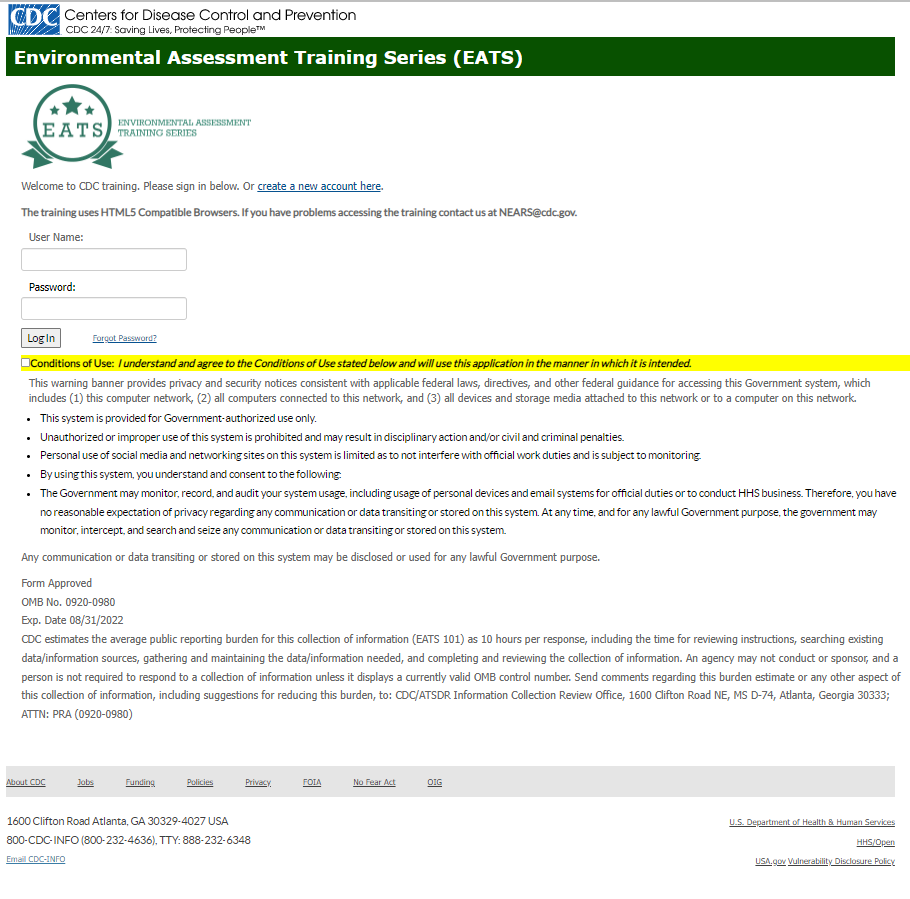 CDC
Centers for Disease Control and Prevention
CDC 24/7: Saving Lives, Protecting People™
Environmental Assessment Training Series (EATS)
EATS
ENVIRONMENTAL ASSESSMENT
TRAINING SERIES
Welcome to CDC training. Please sign in below. Or create a new account here.
The training uses HTML5 Compatible Browsers. If you have problems accessing the training contact us at NEARS@cdc.gov.
User Name:
Password:
Log In Forgot Password?
Conditions of Use: I understand and agree to the Conditions of Use stated below and will use this application in the manner in which it is intended.
This warning banner provides privacy and security notices consistent with applicable federal laws, directives, and other federal guidance for accessing this Government system, which
includes (1) this computer network, (2) all computers connected to this network, and (3) all devices and storage media attached to this network or to a computer on this network.
• This system is provided for Government-authorized use only.
• Unauthorized or improper use of this system is prohibited and may result in disciplinary action and/or civil and criminal penalties.
• Personal use of social media and networking sites on this system is limited as to not interfere with official work duties and is subject to monitoring.
• By using this system, you understand and consent to the following:
• The Government may monitor, record, and audit your system usage, including usage of personal devices and email systems for official duties or to conduct HHS business. Therefore, you have
no reasonable expectation of privacy regarding any communication or data transiting or stored on this system. At any time, and for any lawful Government purpose, the government may
monitor, intercept, and search and seize any communication or data transiting or stored on this system.
Any communication or data transiting or stored on this system may be disclosed or used for any lawful Government purpose.
Form Approved
OMB No. 0920-0980
Exp. Date 08/31/2022
CDC estimates the average public reporting burden for this collection of information (EATS 101) as 10 hours per response, including the time for reviewing instructions, searching existing
data/information sources, gathering and maintaining the data/information needed, and completing and reviewing the collection of information. An agency may not conduct or sponsor, and a
person is not required to respond to a collection of information unless it displays a currently valid OMB control number. Send comments regarding this burden estimate or any other aspect of
this collection of information, including suggestions for reducing this burden, to: CDC/ATSDR Information Collection Review Office, 1600 Clifton Road NE, MS D-74, Atlanta, Georgia 30333;
ATTN: PRA (0920-0980)
About CDC Jobs Funding Policies Privacy FOIA No Fear Act OIG
1600 Clifton Road Atlanta, GA 30329-4027 USA
800-CDC-INFO (800-232-4636), TTY: 888-232-6348
Email CDC-INFO
U.S. Department of Health & Human Services
HHS/Open
USA.gov Vulnerability Disclosure Policy